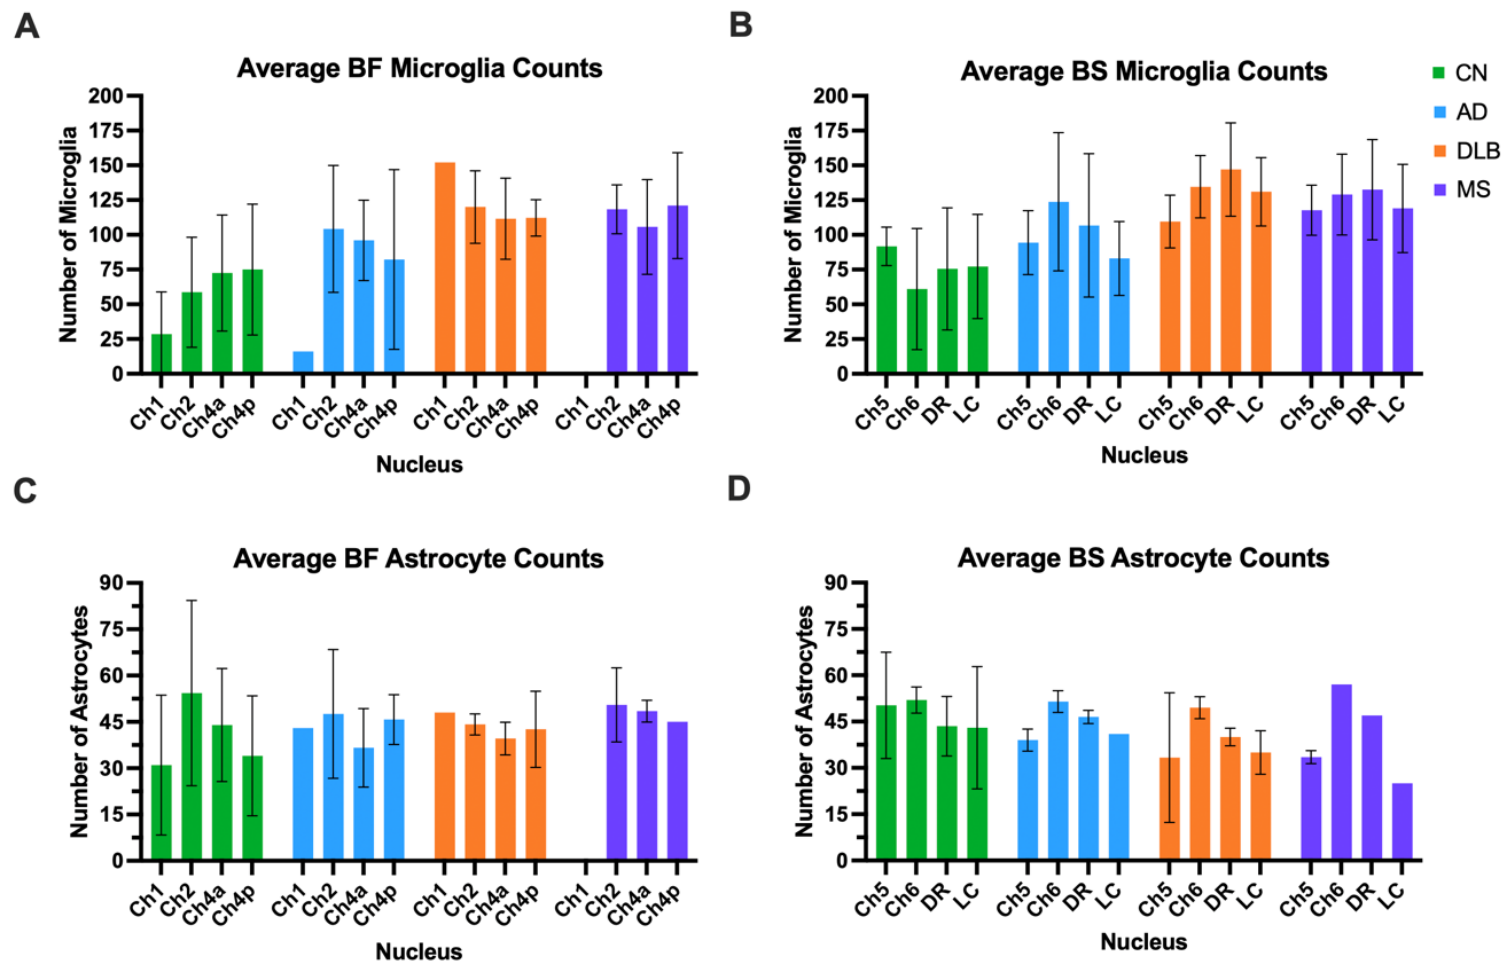 A
Average BF Microglia Counts
Number of Microglia
200
175
150
125
100
75
50
25
0
Ch1 Ch2 Ch4a Ch4p Ch1 Ch2 Ch4a Ch4p Ch1 Ch2 Ch4a Ch4p Ch1 Ch2 Ch4a Ch4p
Nucleus
B
Average BS Microglia Counts
Number of Microglia
200
175
150
125
100
75
50
25
0
Ch5 Ch6 DR LC Ch5 Ch6 DR LC Ch5 Ch6 DR LC Ch5 Ch6 DR LC
Nucleus
CN
AD
DLB
MS
C
Average BF Astrocyte Counts
Number of Astrocytes
90
75
60
45
30
15
0
Ch1 Ch2 Ch4a Ch4p Ch1 Ch2 Ch4a Ch4p Ch1 Ch2 Ch4a Ch4p Ch1 Ch2 Ch4a Ch4p
Nucleus
D
Average BS Astrocyte Counts
Number of Astrocytes
90
75
60
45
30
15
0
Ch5 Ch6 DR LC Ch5 Ch6 DR LC Ch5 Ch6 DR LC Ch5 Ch6 DR LC
Nucleus